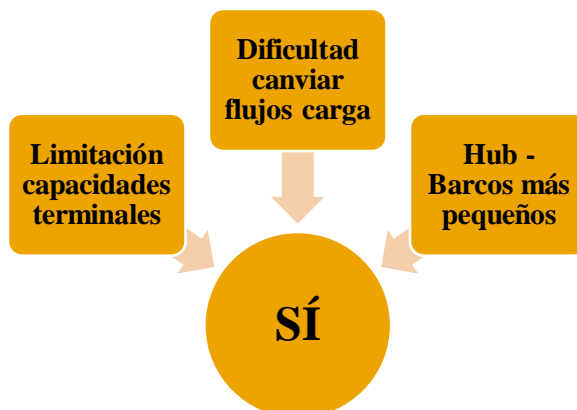 Dificultad
canviar
flujos carga
Limitación
capacidades
terminales
Hub -
Barcos más
pequeños
SÍ